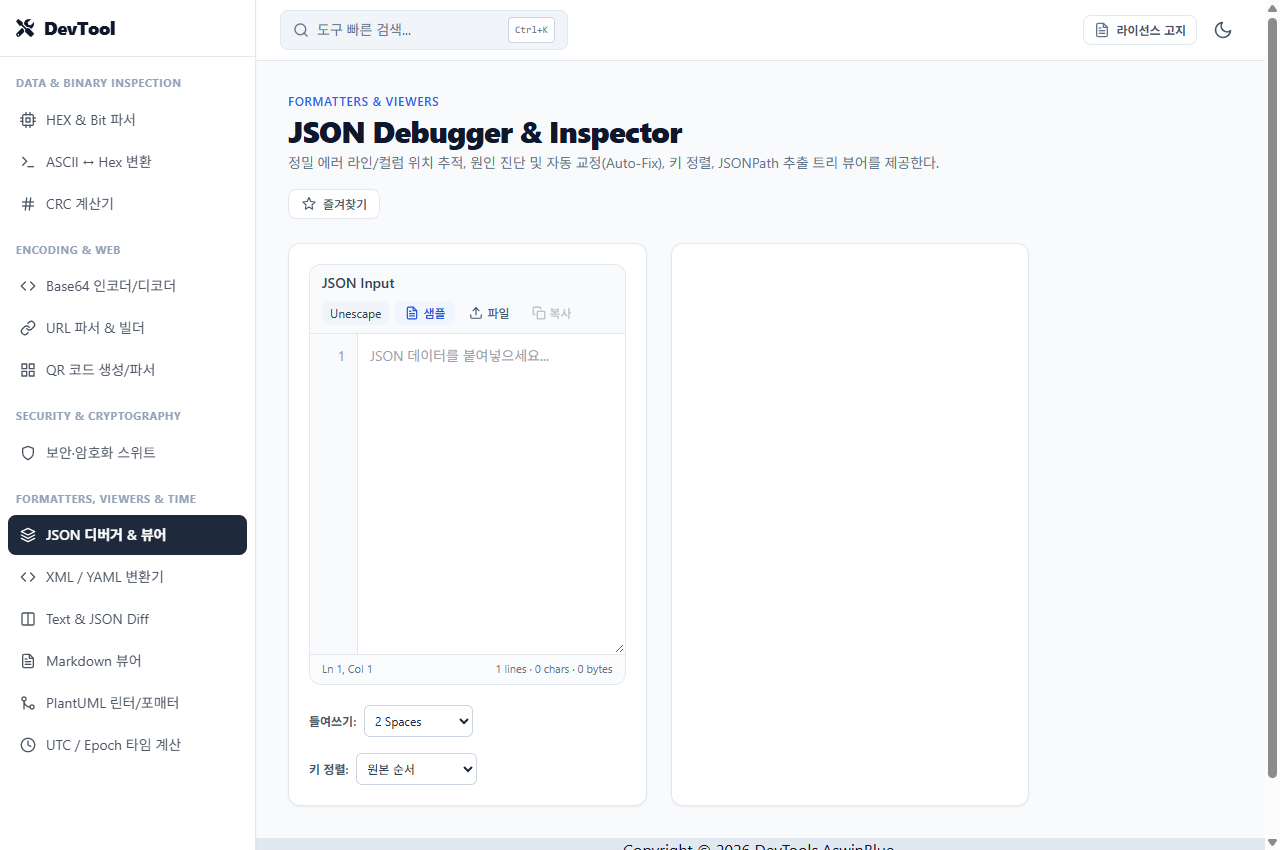 DevTool
도구 빠른 검색...
Ctrl+K
라이선스 고지
DATA & BINARY INSPECTION
HEX & Bit 파서
ASCII ↔ Hex 변환
CRC 계산기
ENCODING & WEB
Base64 인코더/디코더
URL 파서 & 빌더
QR 코드 생성/파서
SECURITY & CRYPTOGRAPHY
보안·암호화 스위트
FORMATTERS, VIEWERS & TIME
JSON 디버거 & 뷰어
XML / YAML 변환기
Text & JSON Diff
Markdown 뷰어
PlantUML 린터/포매터
UTC / Epoch 타임 계산
FORMATTERS & VIEWERS
JSON Debugger & Inspector
정밀 에러 라인/컬럼 위치 추적, 원인 진단 및 자동 교정(Auto-Fix), 키 정렬, JSONPath 추출 트리 뷰어를 제공한다.
즐겨찾기
JSON Input
Unescape 샘플 파일 복사
1 JSON 데이터를 붙여넣으세요...
Ln 1, Col 1 1 lines · 0 chars · 0 bytes
들여쓰기: 2 Spaces
키 정렬: 원본 순서
Copyright © 2026 DevTools AswinBlue